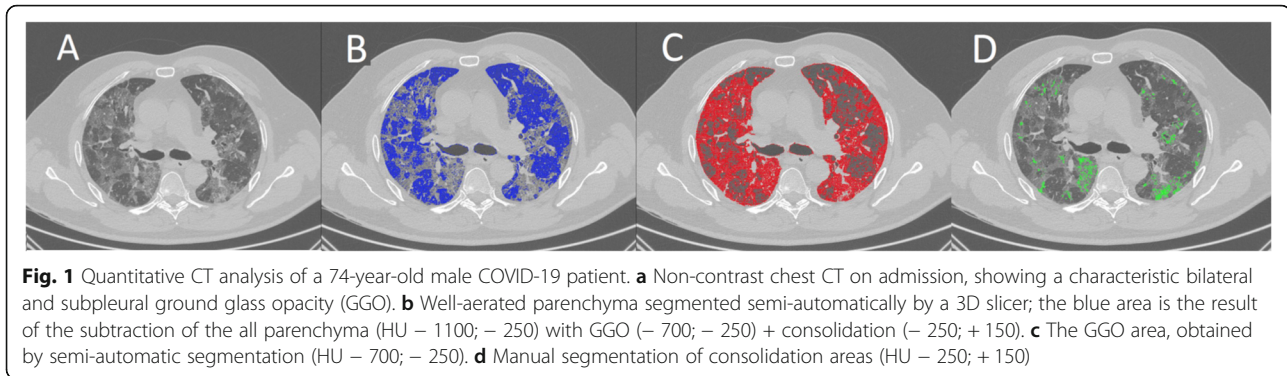 A B C D
Fig. 1 Quantitative CT analysis of a 74-year-old male COVID-19 patient. a Non-contrast chest CT on admission, showing a characteristic bilateral
and subpleural ground glass opacity (GGO). b Well-aerated parenchyma segmented semi-automatically by a 3D slicer; the blue area is the result
of the subtraction of the all parenchyma (HU − 1100; − 250) with GGO (− 700; − 250) + consolidation (− 250; + 150). c The GGO area, obtained
by semi-automatic segmentation (HU − 700; − 250). d Manual segmentation of consolidation areas (HU − 250; + 150)